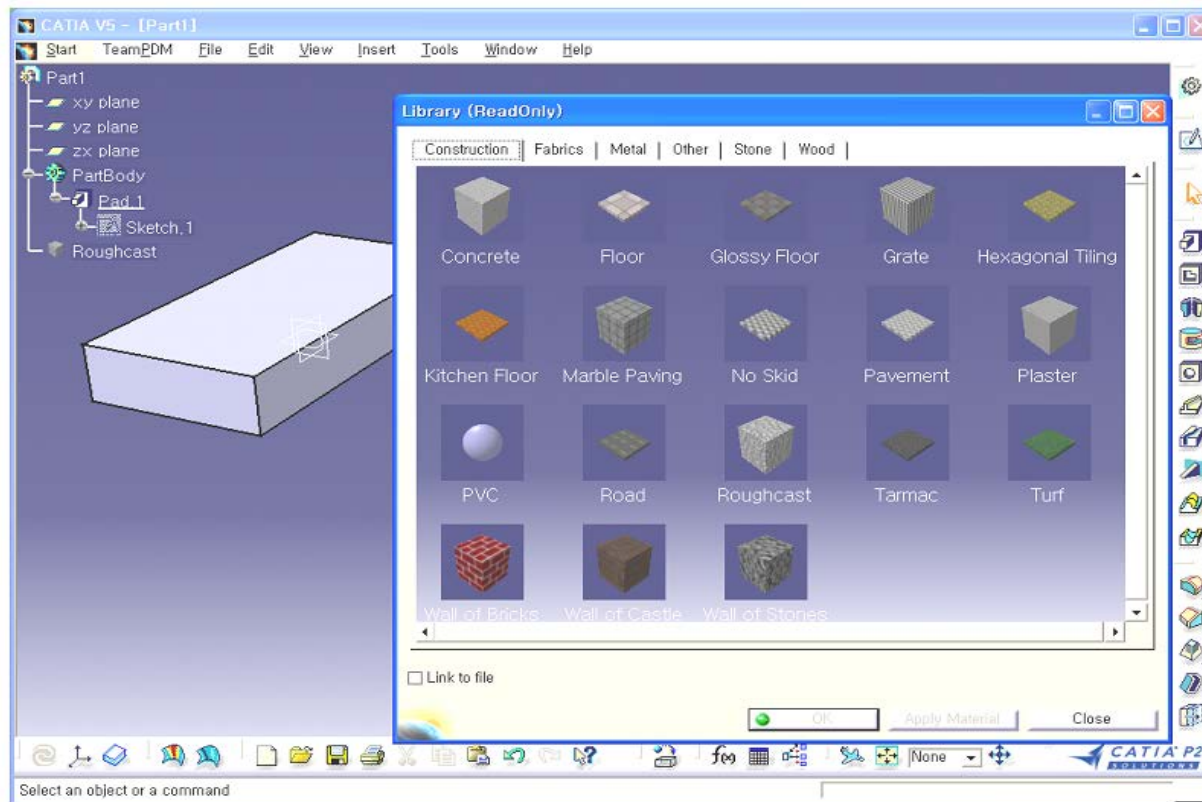 CATIA V5 - [Part1]
Start TeamPDM File Edit View Insert Tools Window Help
Part1
xy plane
yz plane
zx plane
PartBody
Pad.1
Sketch.1
Roughcast
Library (ReadOnly)
Construction Fabrics Metal Other Stone Wood
Concrete Floor Glossy Floor Grate Hexagonal Tiling
Kitchen Floor Marble Paving No Skid Pavement Plaster
PVC Road Roughcast Tarmac Turf
Wall of Bricks Wall of Castle Wall of Stones
Link to file
OK Apply Material Close
f(x) None CATIA P2
SOLUTIONS
Select an object or a command